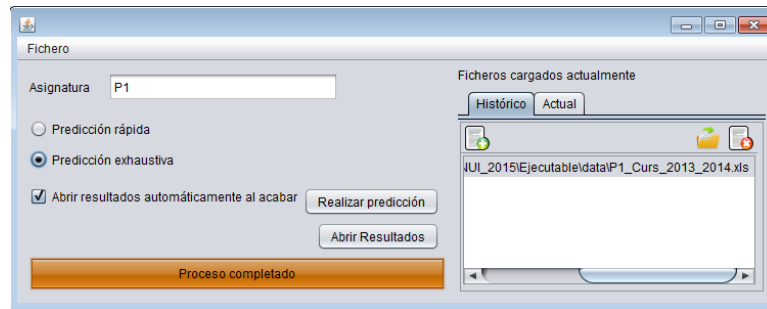 Fichero
Asignatura P1
Predicción rápida
Predicción exhaustiva
Abrir resultados automáticamente al acabar
Realizar predicción
Abrir Resultados
Proceso completado
Ficheros cargados actualmente
Histórico Actual
NUI_2015\Ejecutable\data\P1_Curs_2013_2014.xls